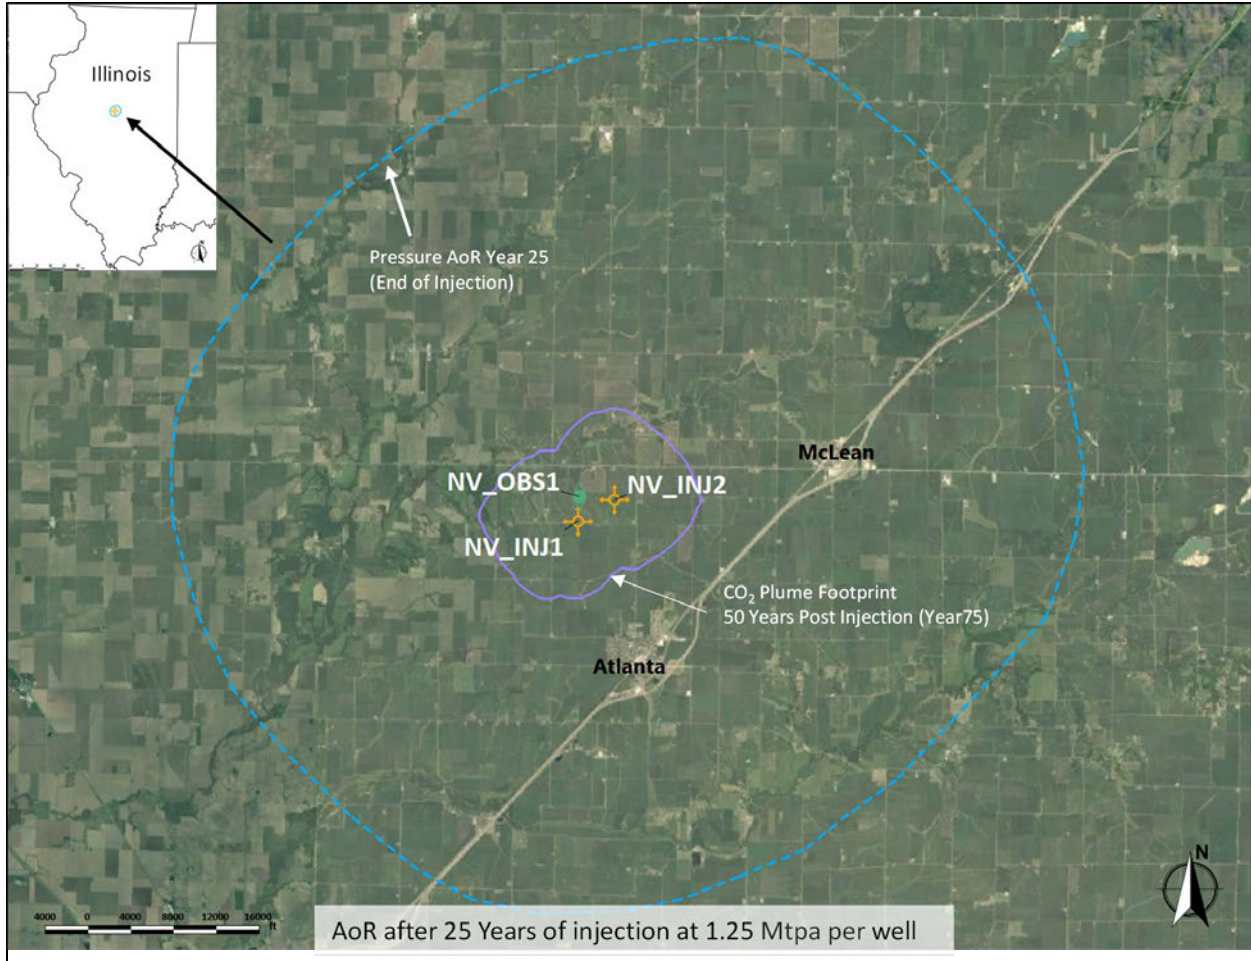 Illinois
N
Pressure AoR Year 25
(End of Injection)
McLean
NV_OBS1
NV_INJ2
NV_INJ1
CO₂ Plume Footprint
50 Years Post Injection (Year75)
Atlanta
N
4000 0 4000 8000 12000 16000
ft
AoR after 25 Years of injection at 1.25 Mtpa per well